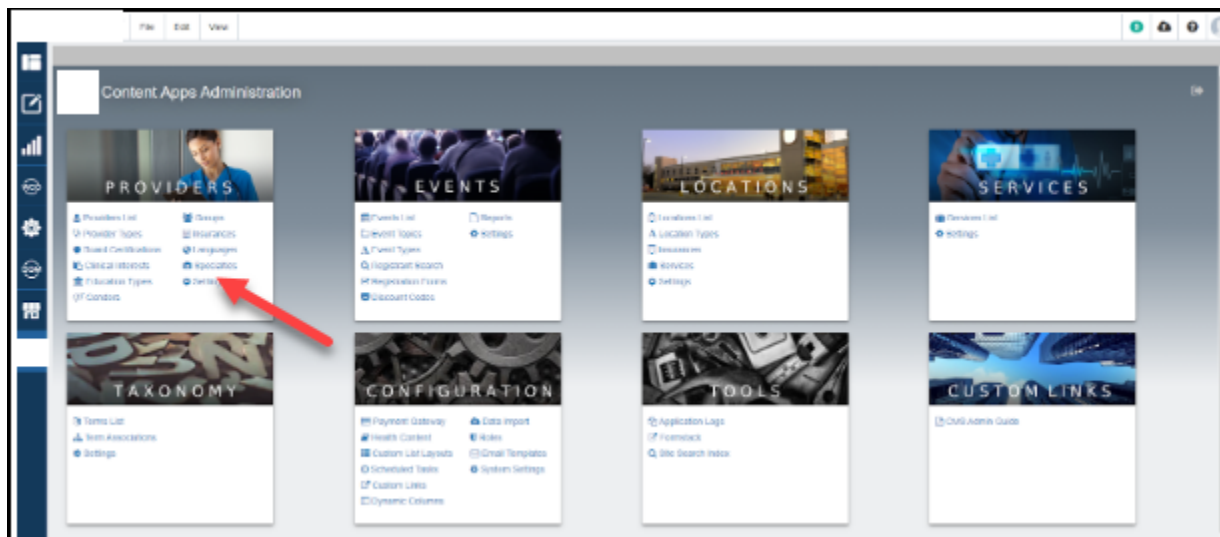 File Edit View
Content Apps Administration
PROVIDERS
Providers List
Provider Types
Board Certifications
Clinical Interests
Education Types
Genders
Groups
Insurances
Languages
Specialties
EVENTS
Events List
Event Topics
Event Types
Registrant Search
Registration Forms
Discount Codes
Reports
Settings
LOCATIONS
Locations List
Location Types
Insurances
Services
Settings
SERVICES
Services List
Settings
TAXONOMY
Terms List
Term Associations
Settings
CONFIGURATION
Payment Gateway
Health Content
Custom List Layouts
Scheduled Tasks
Custom Links
Dynamic Columns
Data Import
Roles
Email Templates
System Settings
TOOLS
Application Logs
Formstack
Site Search Index
CUSTOM LINKS
Admin Guide